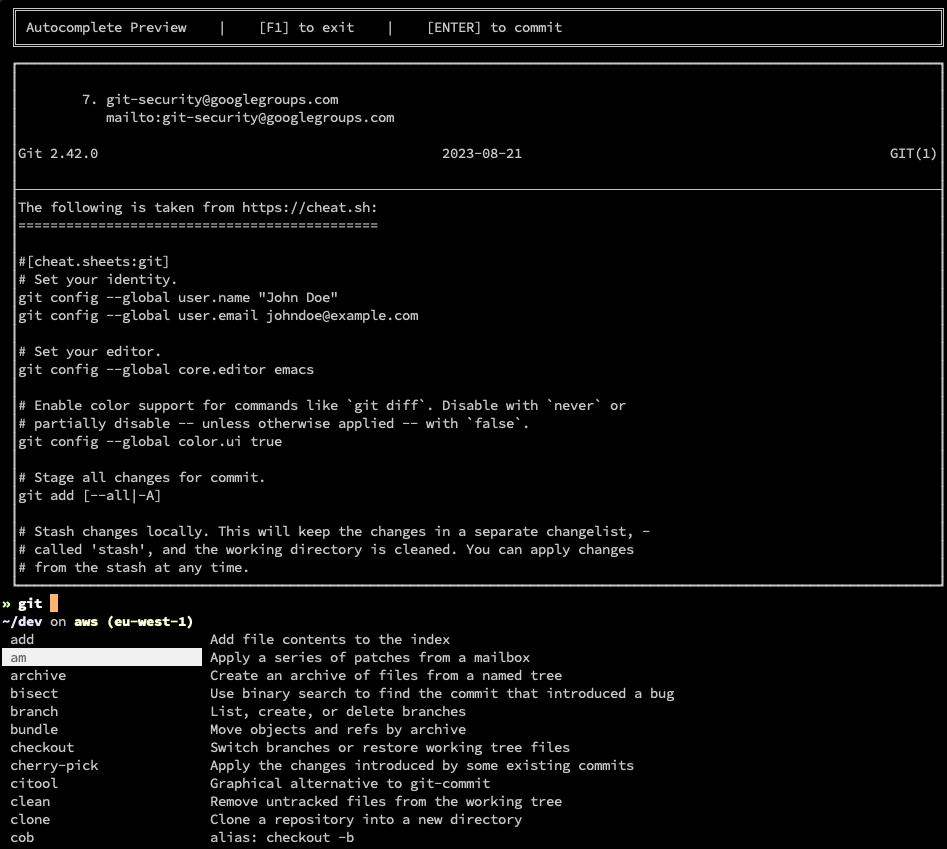 Autocomplete Preview | [F1] to exit | [ENTER] to commit
7. git-security@googlegroups.com
mailto:git-security@googlegroups.com
Git 2.42.0 2023-08-21 GIT(1)
The following is taken from https://cheat.sh:
=============================================
#[cheat.sheets:git]
# Set your identity.
git config --global user.name "John Doe"
git config --global user.email johndoe@example.com
# Set your editor.
git config --global core.editor emacs
# Enable color support for commands like `git diff`. Disable with `never` or
# partially disable -- unless otherwise applied -- with `false`.
git config --global color.ui true
# Stage all changes for commit.
git add [--all|-A]
# Stash changes locally. This will keep the changes in a separate changelist, -
# called 'stash', and the working directory is cleaned. You can apply changes
# from the stash at any time.
» git
~/dev on aws (eu-west-1)
add Add file contents to the index
am Apply a series of patches from a mailbox
archive Create an archive of files from a named tree
bisect Use binary search to find the commit that introduced a bug
branch List, create, or delete branches
bundle Move objects and refs by archive
checkout Switch branches or restore working tree files
cherry-pick Apply the changes introduced by some existing commits
citool Graphical alternative to git-commit
clean Remove untracked files from the working tree
clone Clone a repository into a new directory
cob alias: checkout -b